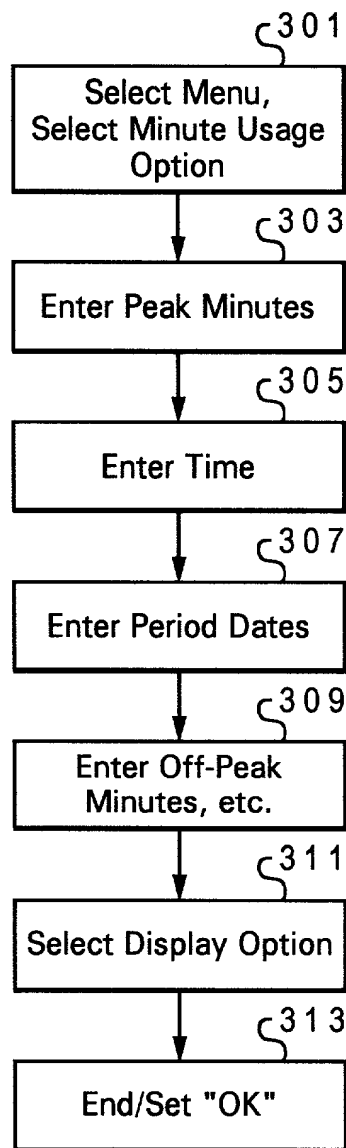 301
Select Menu,
Select Minute Usage
Option
303
Enter Peak Minutes
305
Enter Time
307
Enter Period Dates
309
Enter Off-Peak
Minutes, etc.
311
Select Display Option
313
End/Set "OK"